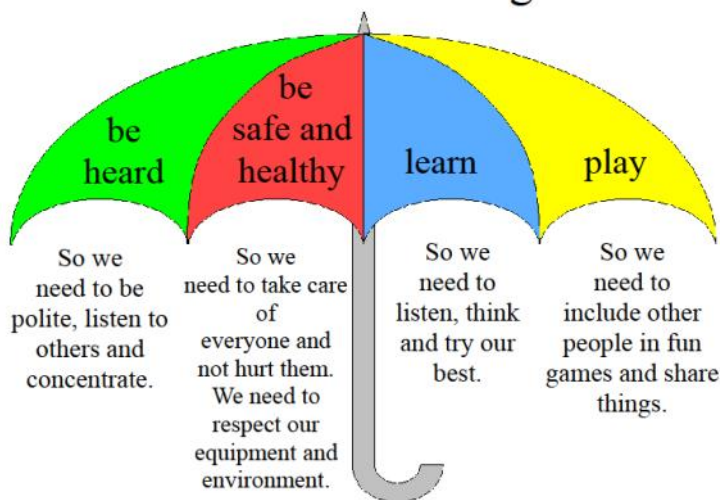 be
heard
be
safe and
healthy
learn
play
So we
need to be
polite, listen to
others and
concentrate.
So we
need to take care
of
everyone and
not hurt them.
We need to
respect our
equipment and
environment.
So we
need to
listen, think
and try our
best.
So we
need to
include other
people in fun
games and share
things.